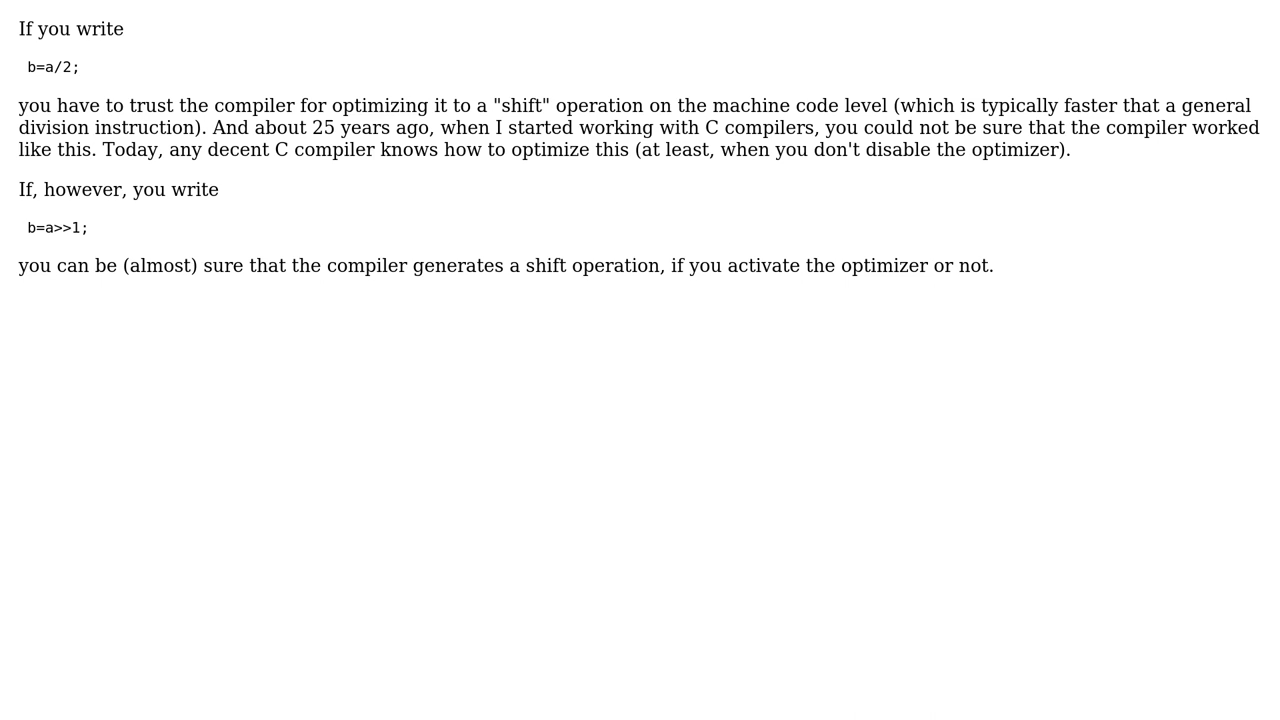 If you write
b=a/2;
you have to trust the compiler for optimizing it to a "shift" operation on the machine code level (which is typically faster that a general
division instruction). And about 25 years ago, when I started working with C compilers, you could not be sure that the compiler worked
like this. Today, any decent C compiler knows how to optimize this (at least, when you don't disable the optimizer).
If, however, you write
b=a>>1;
you can be (almost) sure that the compiler generates a shift operation, if you activate the optimizer or not.